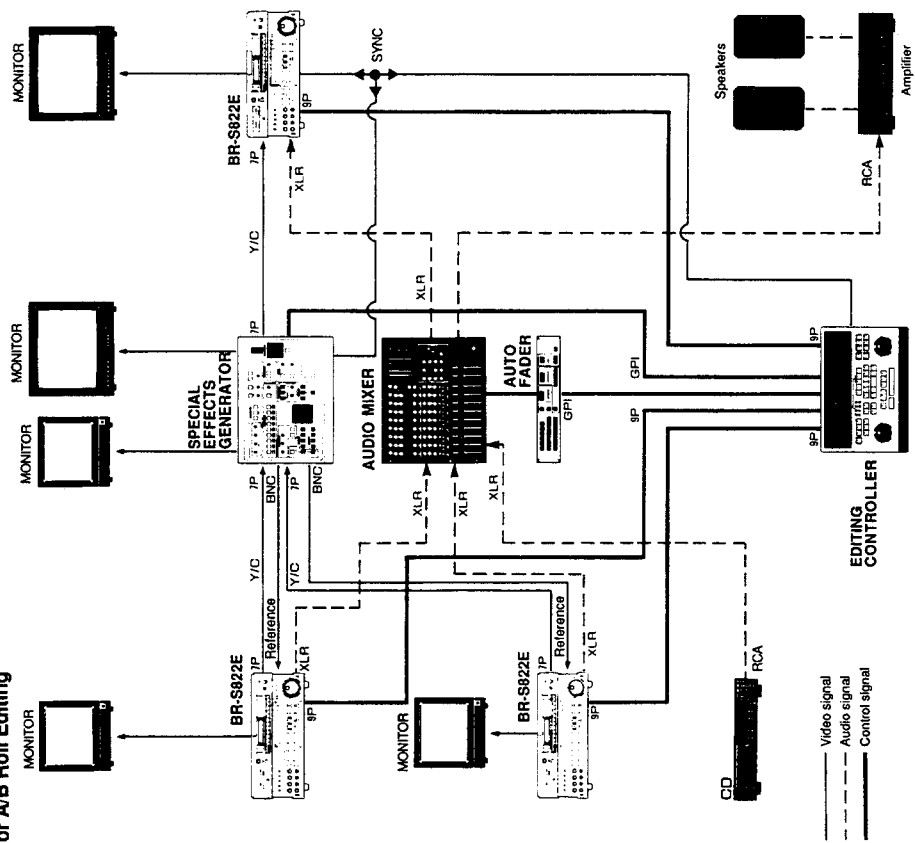 or A/B Roll Editing
MONITOR
BR-S822E
7P
Y/C
7P
BNC
Reference
XLR
9P
MONITOR
MONITOR
SPECIAL
EFFECTS
GENERATOR
7P
Y/C
7P
BR-S822E
MONITOR
9P
SYNC
XLR
MONITOR
BR-S822E
7P
Y/C
7P
BNC
Reference
XLR
9P
XLR
XLR
XLR
AUDIO MIXER
XLR
AUTO
FADER
GPI
GPI
9P
9P
9P
EDITING
CONTROLLER
CD
RCA
RCA
Speakers
Amplifier
Video signal
Audio signal
Control signal